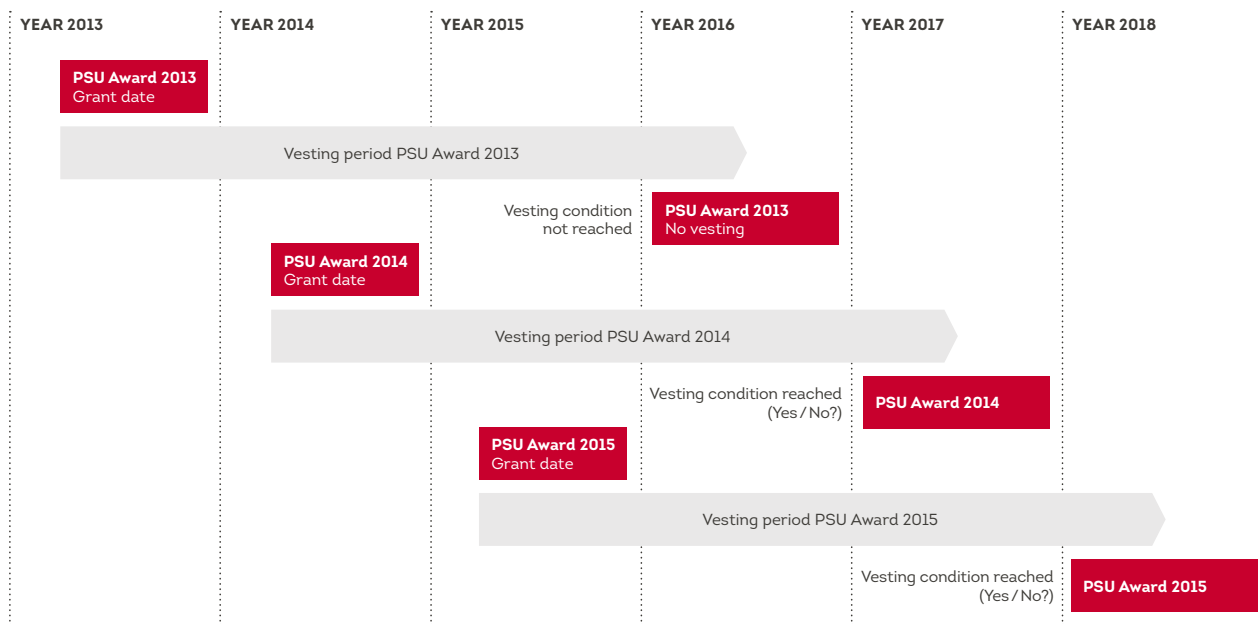 YEAR 2013
YEAR 2014
YEAR 2015
YEAR 2016
YEAR 2017
YEAR 2018
PSU Award 2013
Grant date
Vesting period PSU Award 2013
Vesting condition
not reached
PSU Award 2013
No vesting
PSU Award 2014
Grant date
Vesting period PSU Award 2014
Vesting condition reached
(Yes / No?)
PSU Award 2014
PSU Award 2015
Grant date
Vesting period PSU Award 2015
Vesting condition reached
(Yes / No?)
PSU Award 2015